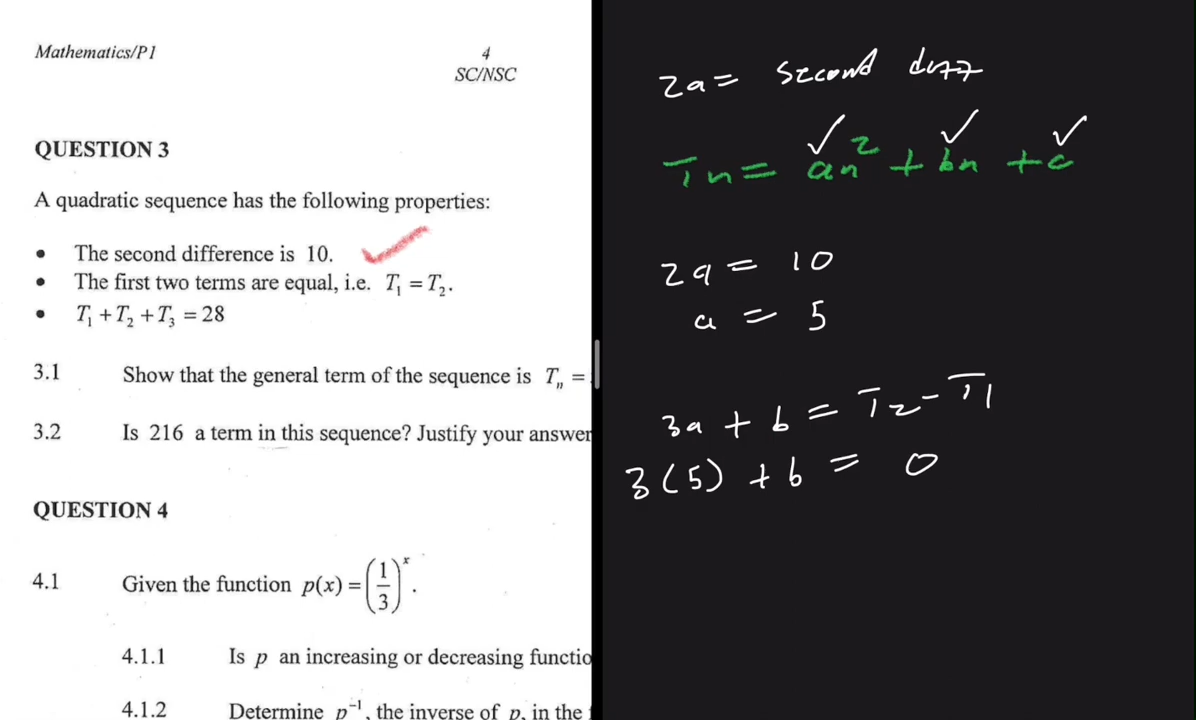 Mathematics/P1
4
SC/NSC
QUESTION 3
A quadratic sequence has the following properties:
• The second difference is 10.
• The first two terms are equal, i.e. T₁ = T₂.
• T₁ + T₂ + T₃ = 28
3.1 Show that the general term of the sequence is Tₙ =
3.2 Is 216 a term in this sequence? Justify your answer
QUESTION 4
4.1 Given the function p(x) = (1/3)ˣ.
4.1.1 Is p an increasing or decreasing functio
4.1.2 Determine p⁻¹, the inverse of p, in the
2a = second diff
Tn = an² + bn + c
2a = 10
a = 5
3a + b = T2 - T1
3(5) + b = 0